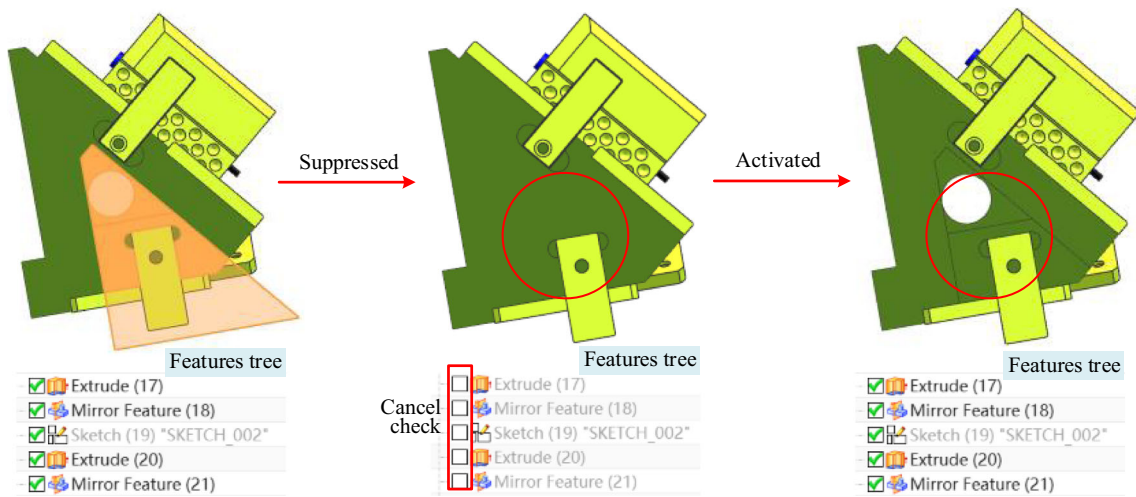 Suppressed
Activated
Features tree
Extrude (17)
Mirror Feature (18)
Sketch (19) "SKETCH_002"
Extrude (20)
Mirror Feature (21)
Cancel
check
Features tree
Extrude (17)
Mirror Feature (18)
Sketch (19) "SKETCH_002"
Extrude (20)
Mirror Feature (21)
Features tree
Extrude (17)
Mirror Feature (18)
Sketch (19) "SKETCH_002"
Extrude (20)
Mirror Feature (21)